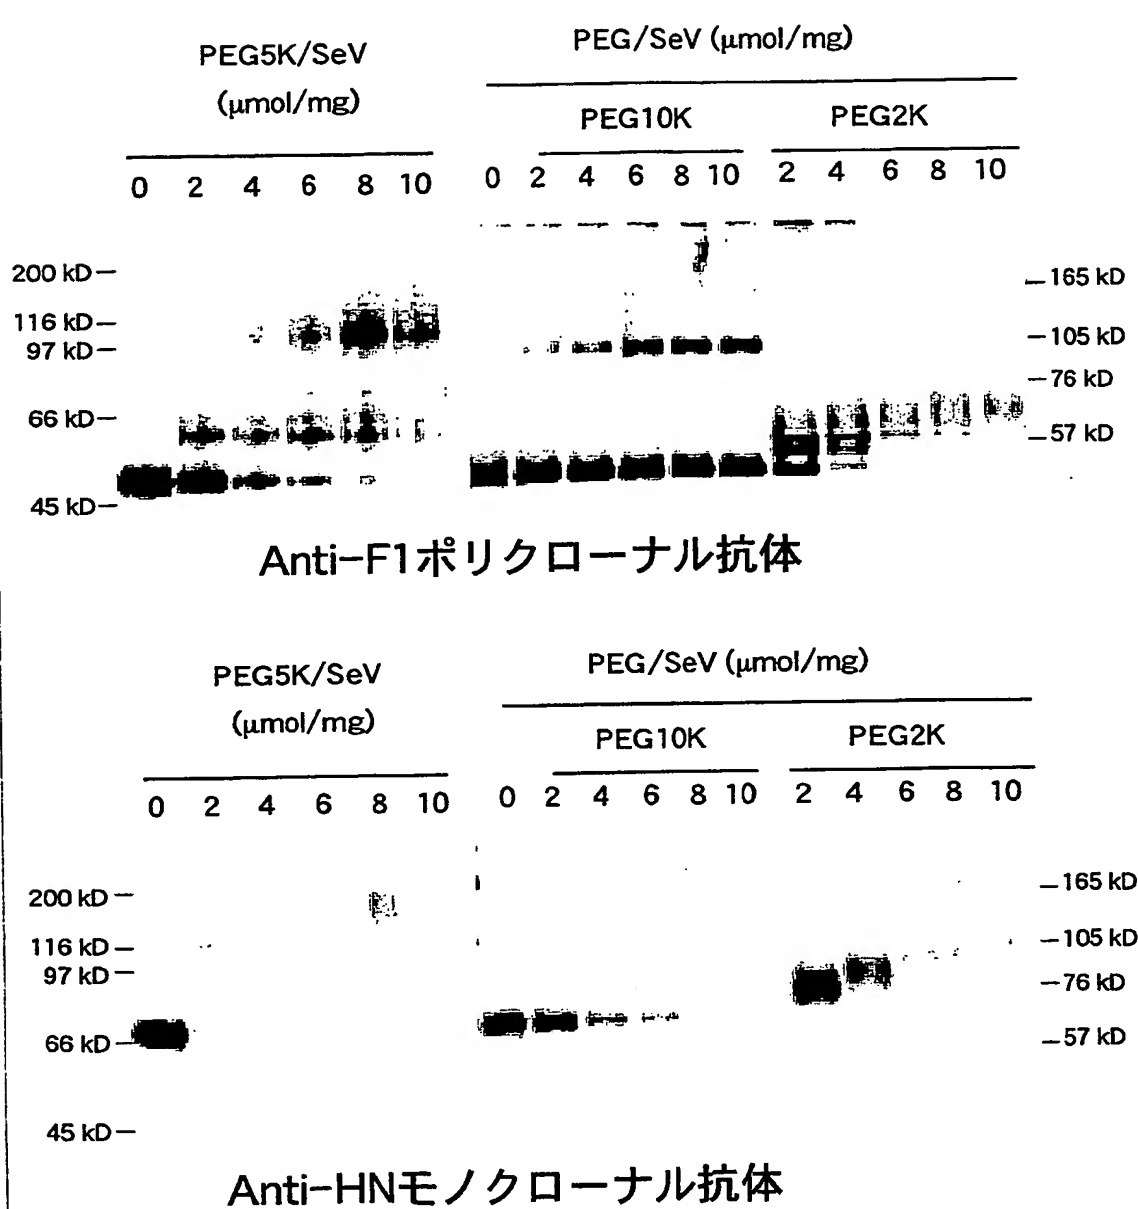 PEG5K/SeV
(μmol/mg)
0 2 4 6 8 10
PEG/SeV (μmol/mg)
PEG10K PEG2K
0 2 4 6 8 10 2 4 6 8 10
200 kD
116 kD
97 kD
66 kD
45 kD
165 kD
105 kD
76 kD
57 kD
Anti-F1ポリクローナル抗体
PEG5K/SeV
(μmol/mg)
0 2 4 6 8 10
PEG/SeV (μmol/mg)
PEG10K PEG2K
0 2 4 6 8 10 2 4 6 8 10
200 kD
116 kD
97 kD
66 kD
45 kD
165 kD
105 kD
76 kD
57 kD
Anti-HNモノクローナル抗体